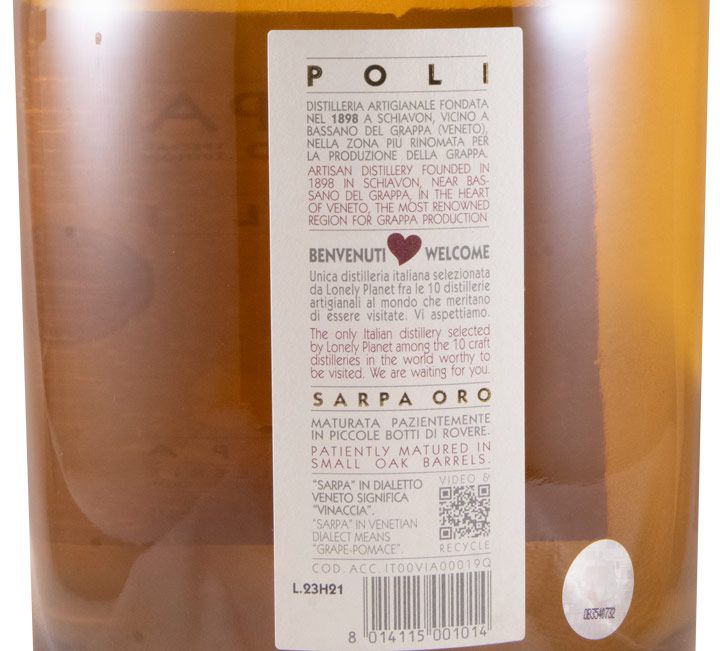 POLI
DISTILLERIA ARTIGIANALE FONDATA
NEL 1898 A SCHIAVON, VICINO A
BASSANO DEL GRAPPA (VENETO),
NELLA ZONA PIU RINOMATA PER
LA PRODUZIONE DELLA GRAPPA.
ARTISAN DISTILLERY FOUNDED IN
1898 IN SCHIAVON, NEAR BAS-
SANO DEL GRAPPA, IN THE HEART
OF VENETO, THE MOST RENOWNED
REGION FOR GRAPPA PRODUCTION
BENVENUTI WELCOME
Unica distilleria italiana selezionata
da Lonely Planet fra le 10 distillerie
artigianali al mondo che meritano
di essere visitate. Vi aspettiamo.
The only Italian distillery selected
by Lonely Planet among the 10 craft
distilleries in the world worthy to
be visited. We are waiting for you.
SARPA ORO
MATURATA PAZIENTEMENTE
IN PICCOLE BOTTI DI ROVERE.
PATIENTLY MATURED IN
SMALL OAK BARRELS.
"SARPA" IN DIALETTO
VENETO SIGNIFICA
"VINACCIA".
"SARPA" IN VENETIAN
DIALECT MEANS
"GRAPE-POMACE".
VIDEO &
RECYCLE
COD. ACC. IT00VIA00019Q
L.23H21
8 014115 001014
0B3540732